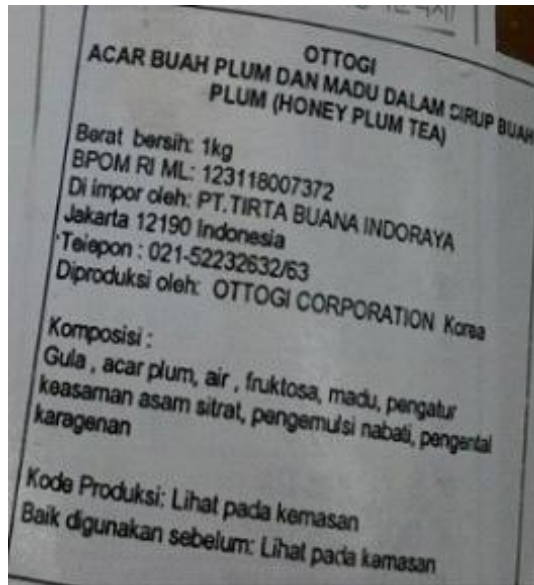 OTTOGI
ACAR BUAH PLUM DAN MADU DALAM CIRUP BUAH
PLUM (HONEY PLUM TEA)
Berat bersih: 1kg
BPOM RI ML: 123118007372
Di impor oleh: PT.TIRTA BUANA INDORAYA
Jakarta 12190 Indonesia
Telepon : 021-52232632/63
Diproduksi oleh: OTTOGI CORPORATION Korea
Komposisi :
Gula , acar plum, air , fruktosa, madu, pengatur
keasaman asam sitrat, pengemulsi nabati, pengental
karagenan
Kode Produksi: Lihat pada kemasan
Baik digunakan sebelum: Lihat pada kemasan